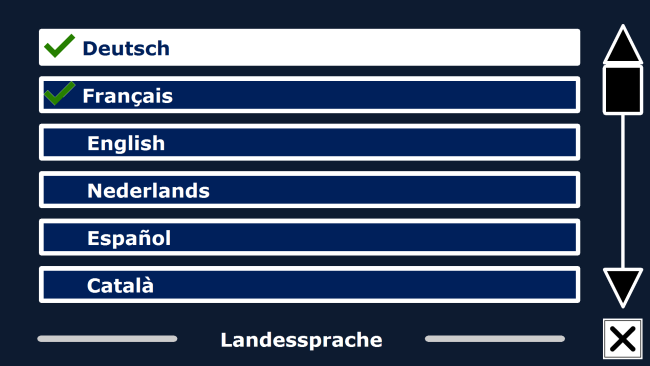 Deutsch
Français
English
Nederlands
Español
Català
Landessprache